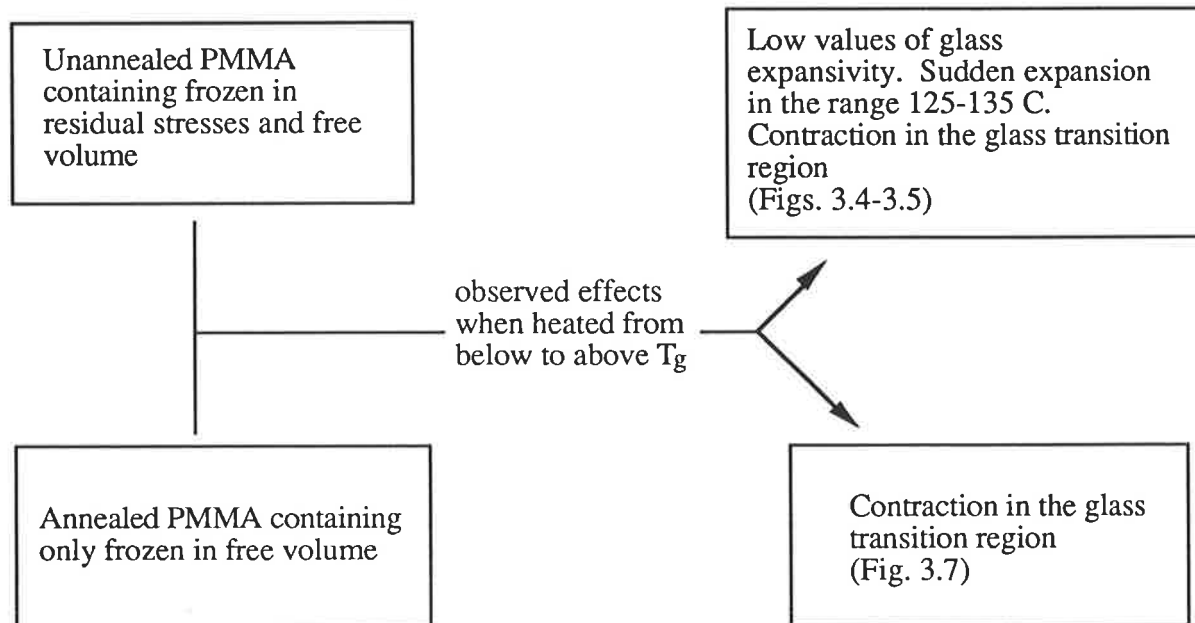 Unannealed PMMA
containing frozen in
residual stresses and free
volume
Low values of glass
expansivity. Sudden expansion
in the range 125-135 C.
Contraction in the glass transition
region
(Figs. 3.4-3.5)
observed effects
when heated from
below to above Tg
Annealed PMMA containing
only frozen in free volume
Contraction in the glass
transition region
(Fig. 3.7)